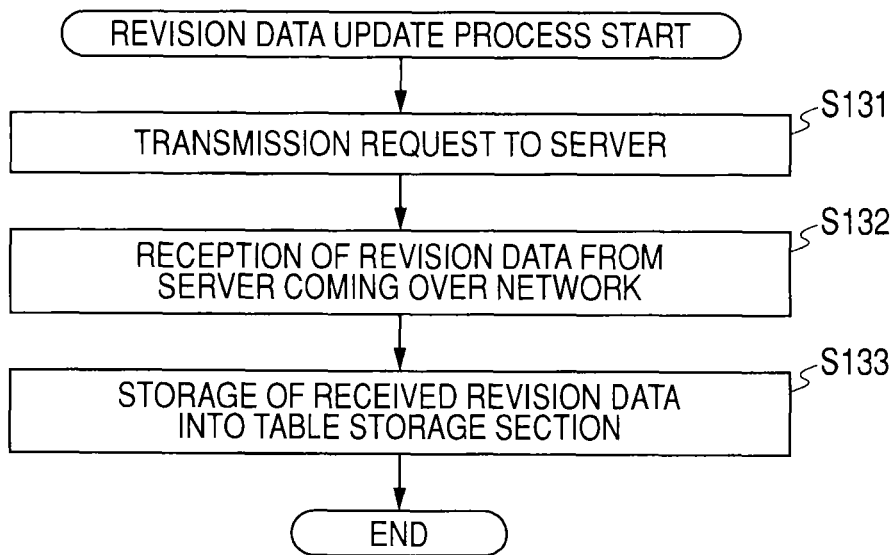 REVISION DATA UPDATE PROCESS START
S131
TRANSMISSION REQUEST TO SERVER
S132
RECEPTION OF REVISION DATA FROM
SERVER COMING OVER NETWORK
S133
STORAGE OF RECEIVED REVISION DATA
INTO TABLE STORAGE SECTION
END